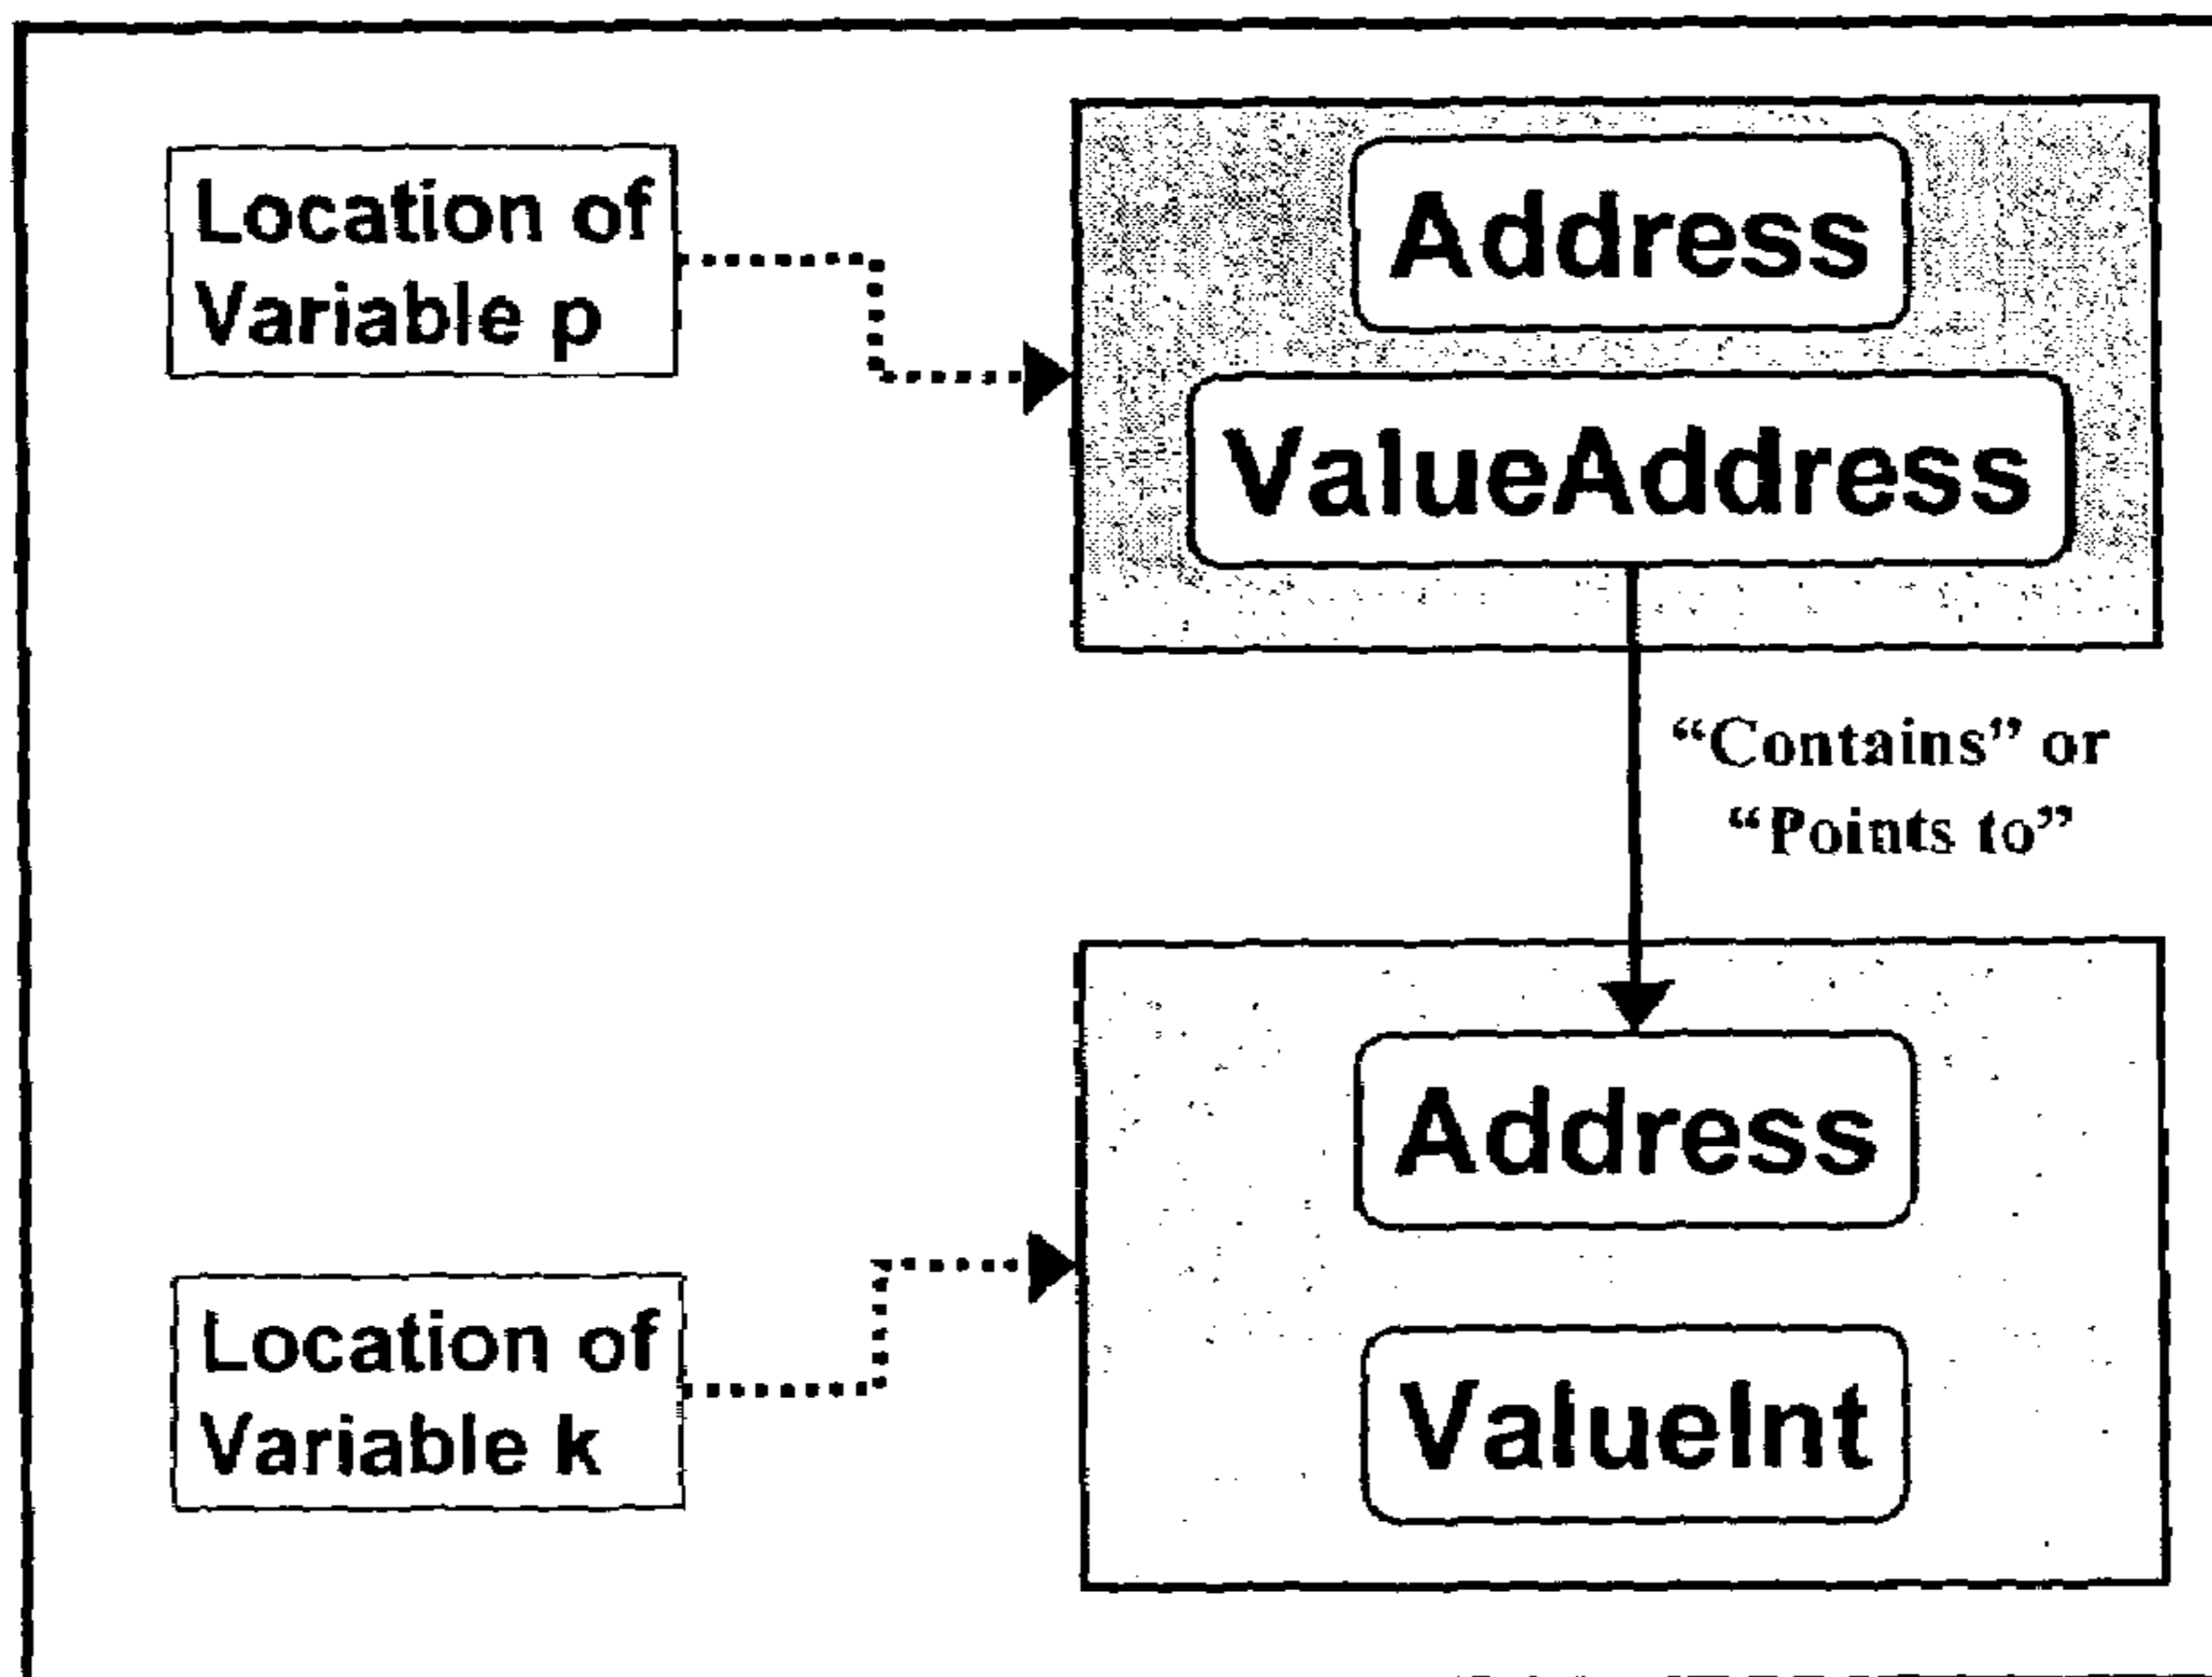 Location of
Variable p
Address
ValueAddress
“Contains” or
“Points to”
Address
ValueInt
Location of
Variable k